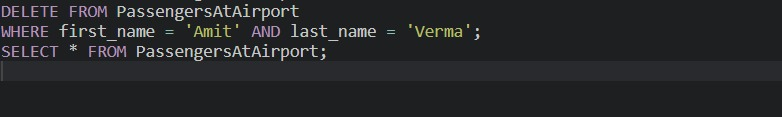 DELETE FROM PassengersAtAirport
WHERE first_name = 'Amit' AND last_name = 'Verma';
SELECT * FROM PassengersAtAirport;